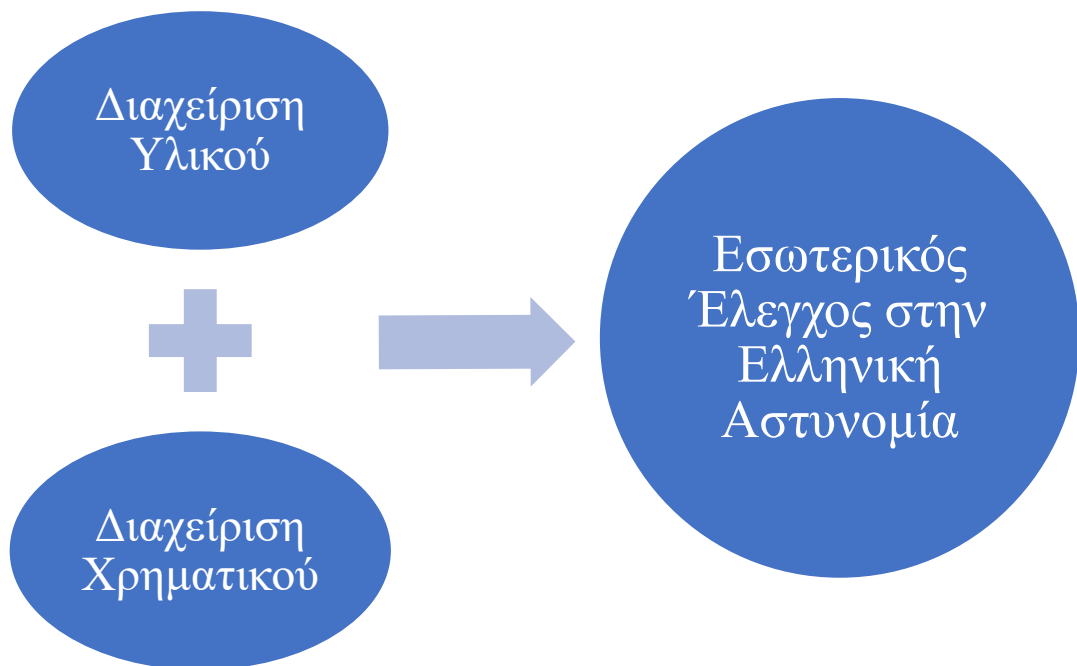 Διαχείριση
Υλικού
Διαχείριση
Χρηματικού
Εσωτερικός
Έλεγχος στην
Ελληνική
Αστυνομία